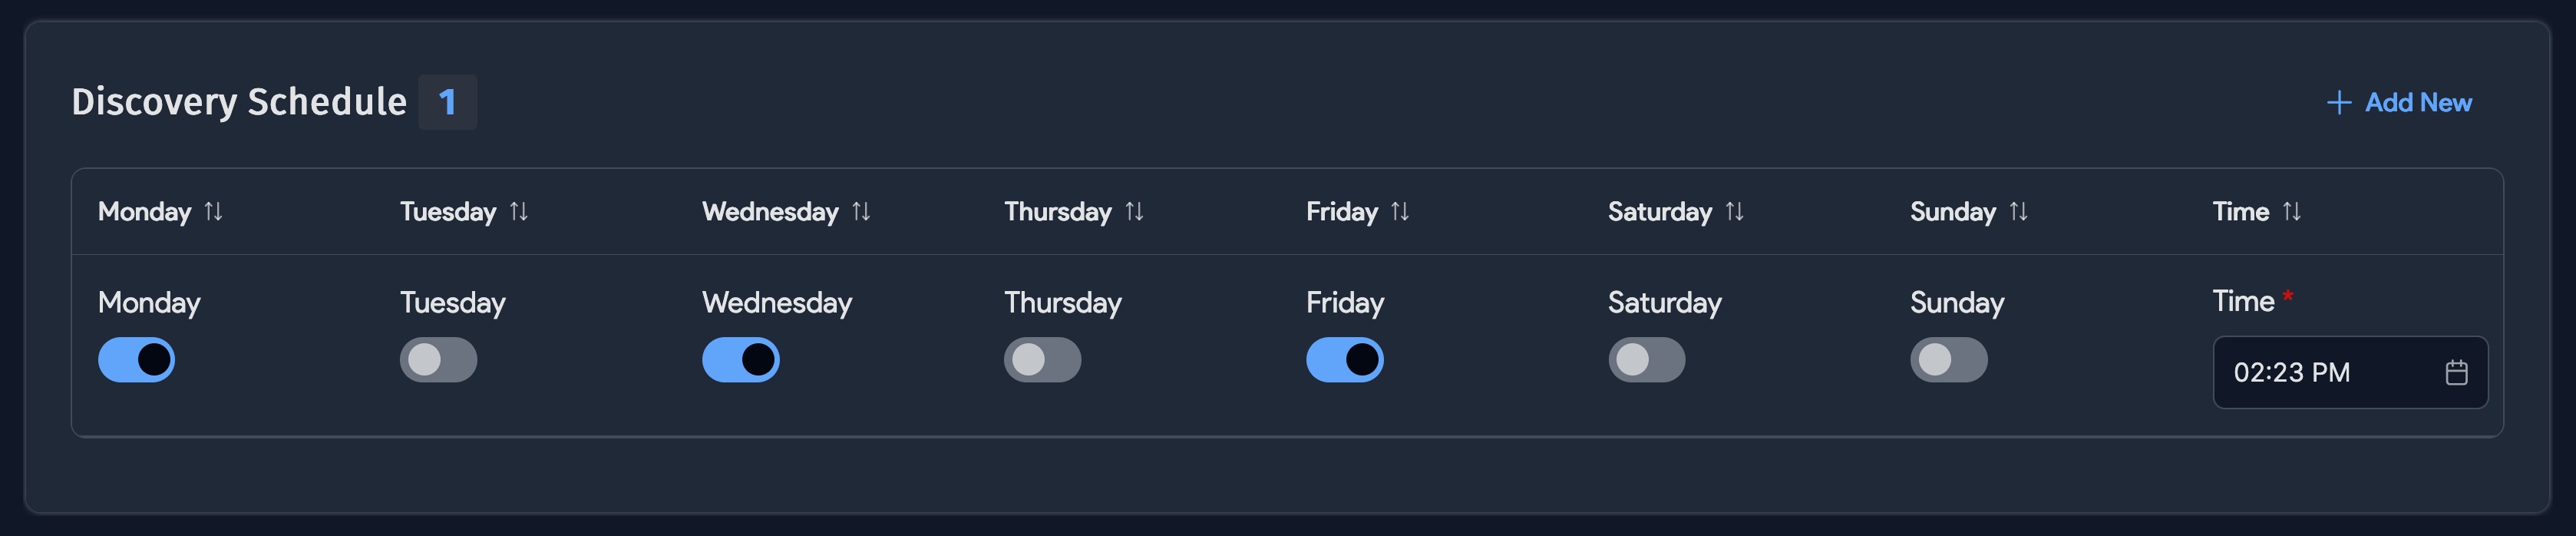 Discovery Schedule 1
Add New
Monday Tuesday Wednesday Thursday Friday Saturday Sunday Time
Monday Tuesday Wednesday Thursday Friday Saturday Sunday Time *
02:23 PM